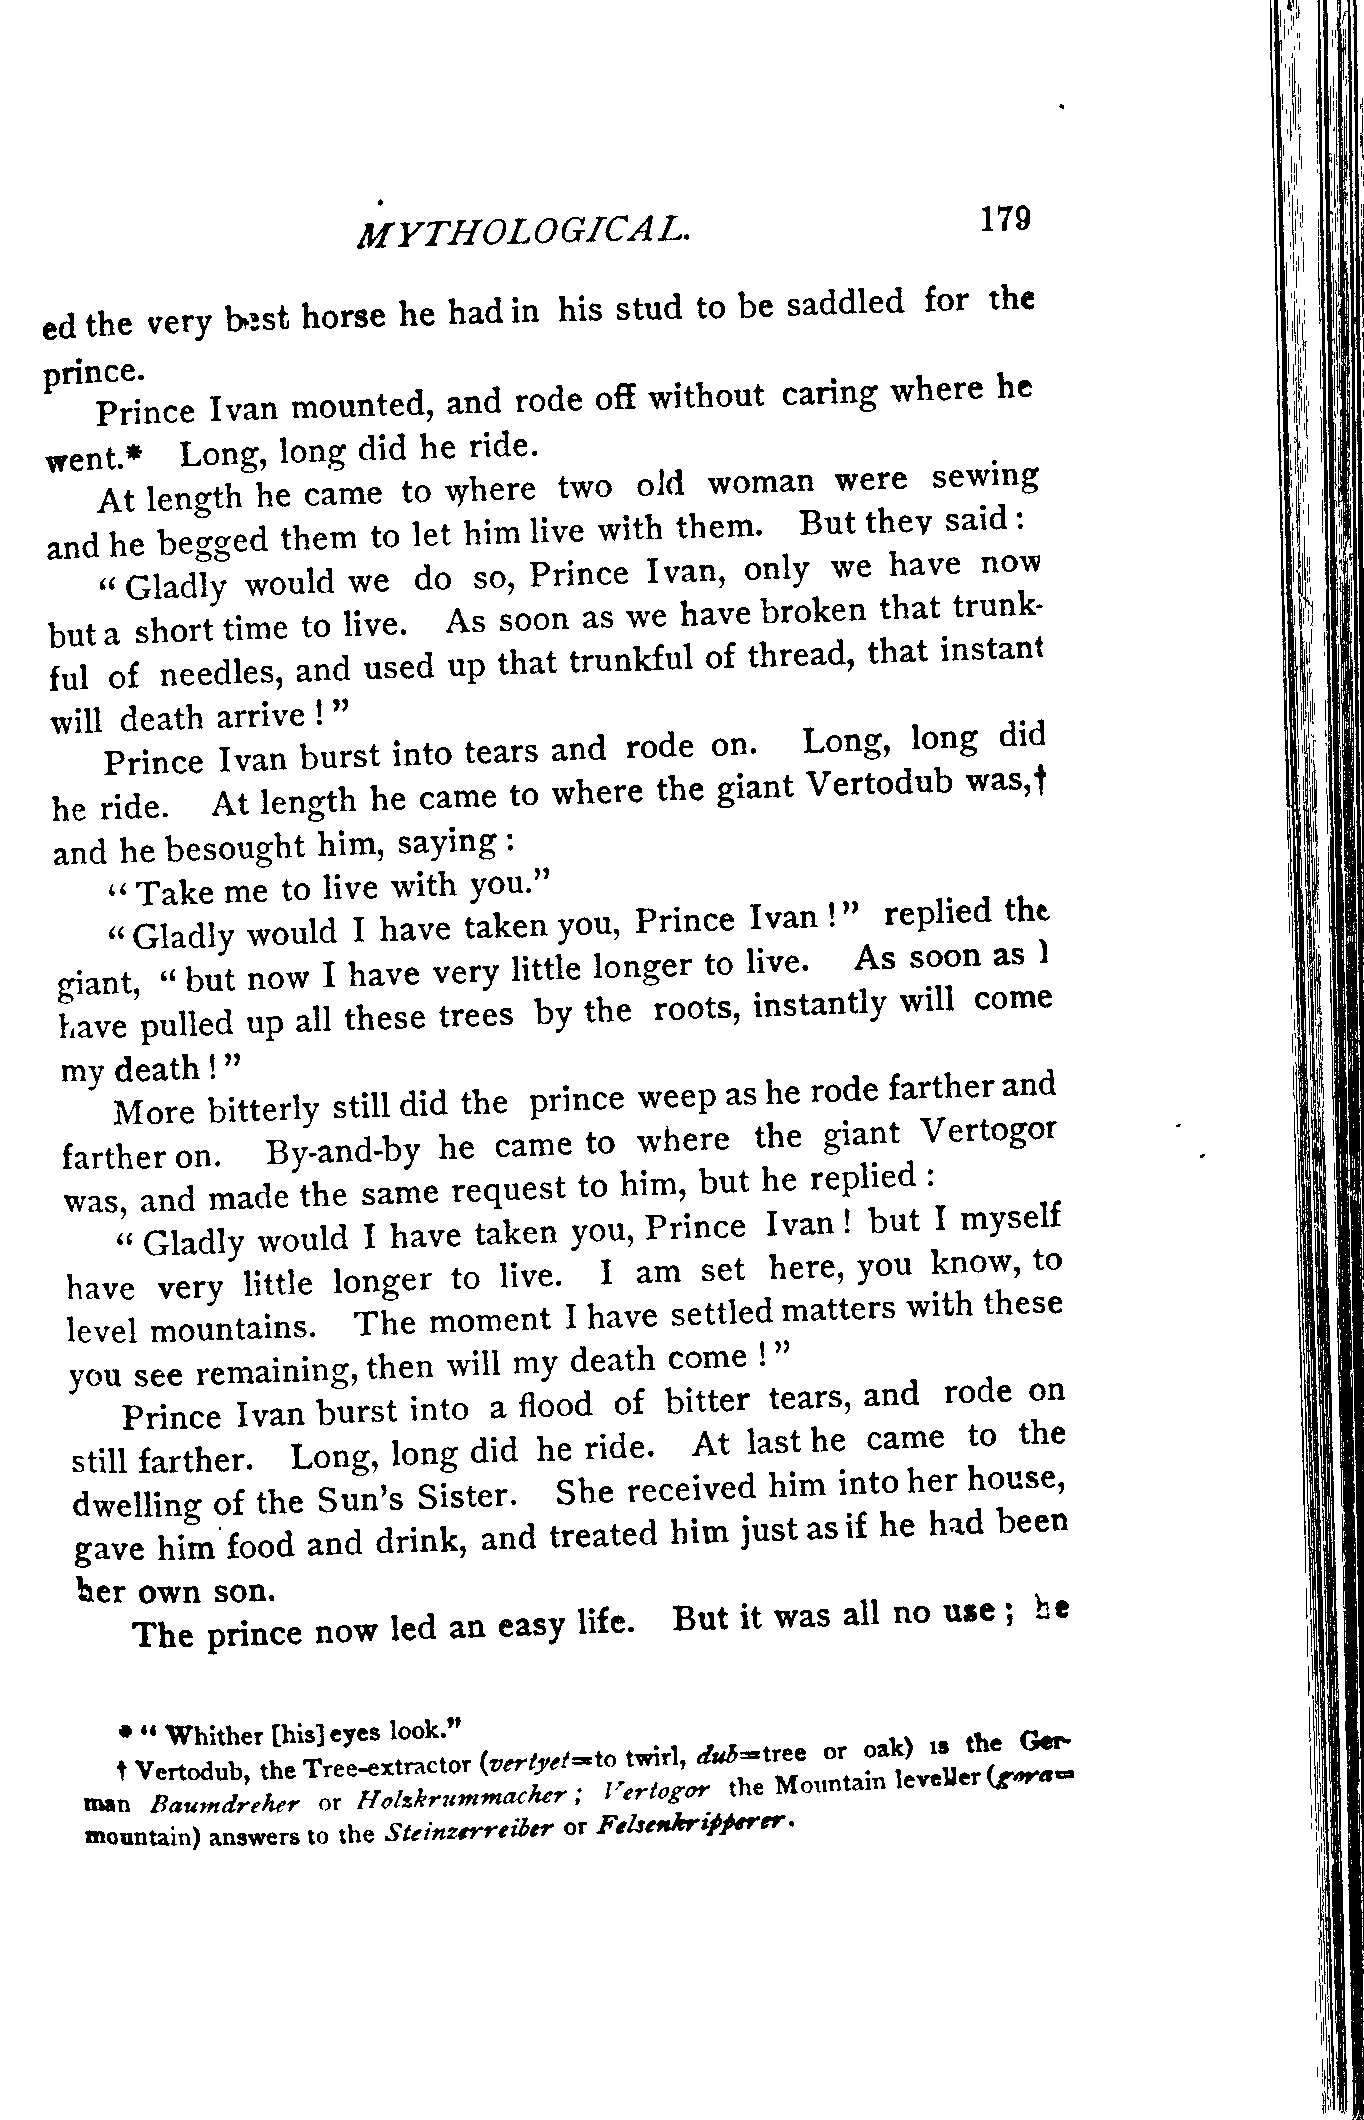 MYTHOLOGICAL. 179
ed the very best horse he had in his stud to be saddled for the
prince.
Prince Ivan mounted, and rode off without caring where he
went.* Long, long did he ride.
At length he came to where two old woman were sewing
and he begged them to let him live with them. But they said:
“Gladly would we do so, Prince Ivan, only we have now
but a short time to live. As soon as we have broken that trunk-
ful of needles, and used up that trunkful of thread, that instant
will death arrive!”
Prince Ivan burst into tears and rode on. Long, long did
he ride. At length he came to where the giant Vertodub was,†
and he besought him, saying:
“Take me to live with you.”
“Gladly would I have taken you, Prince Ivan!” replied the
giant, “but now I have very little longer to live. As soon as I
have pulled up all these trees by the roots, instantly will come
my death!”
More bitterly still did the prince weep as he rode farther and
farther on. By-and-by he came to where the giant Vertogor
was, and made the same request to him, but he replied:
“Gladly would I have taken you, Prince Ivan! but I myself
have very little longer to live. I am set here, you know, to
level mountains. The moment I have settled matters with these
you see remaining, then will my death come!”
Prince Ivan burst into a flood of bitter tears, and rode on
still farther. Long, long did he ride. At last he came to the
dwelling of the Sun's Sister. She received him into her house,
gave him food and drink, and treated him just as if he had been
her own son.
The prince now led an easy life. But it was all no use; he
* “Whither [his] eyes look.”
† Vertodub, the Tree-extractor (vertyet=to twirl, dub=tree or oak) is the Ger-
man Baumdreher or Holzkrummacher; Vertogor the Mountain leveller (gora=
mountain) answers to the Steinzerreiber or Felsenkripperer.